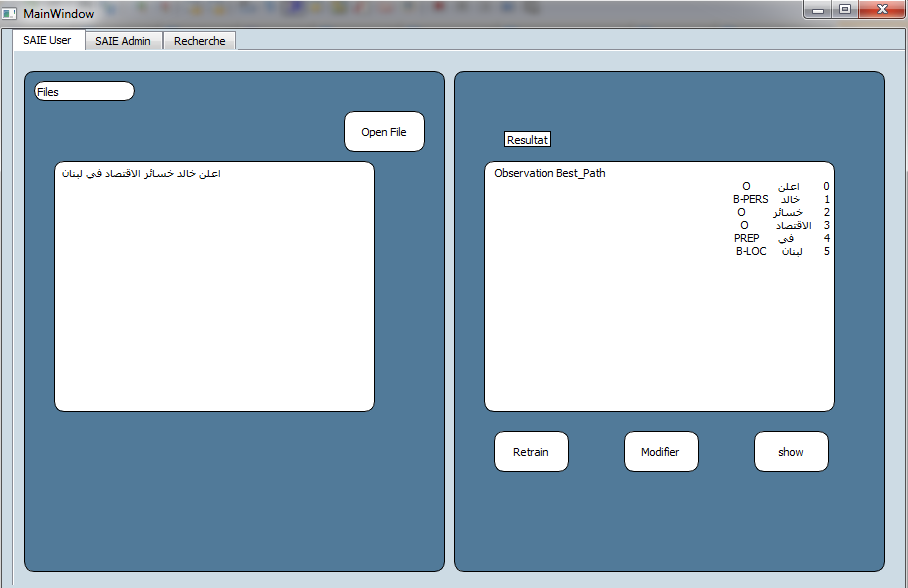 MainWindow
SAIE User SAIE Admin Recherche
Files
Open File
اعلن خالد خسائر الاقتصاد في لبنان
Resultat
Observation Best_Path
0 اعلن O
1 خالد B-PERS
2 خسائر O
3 الاقتصاد O
4 في PREP
5 لبنان B-LOC
Retrain Modifier show